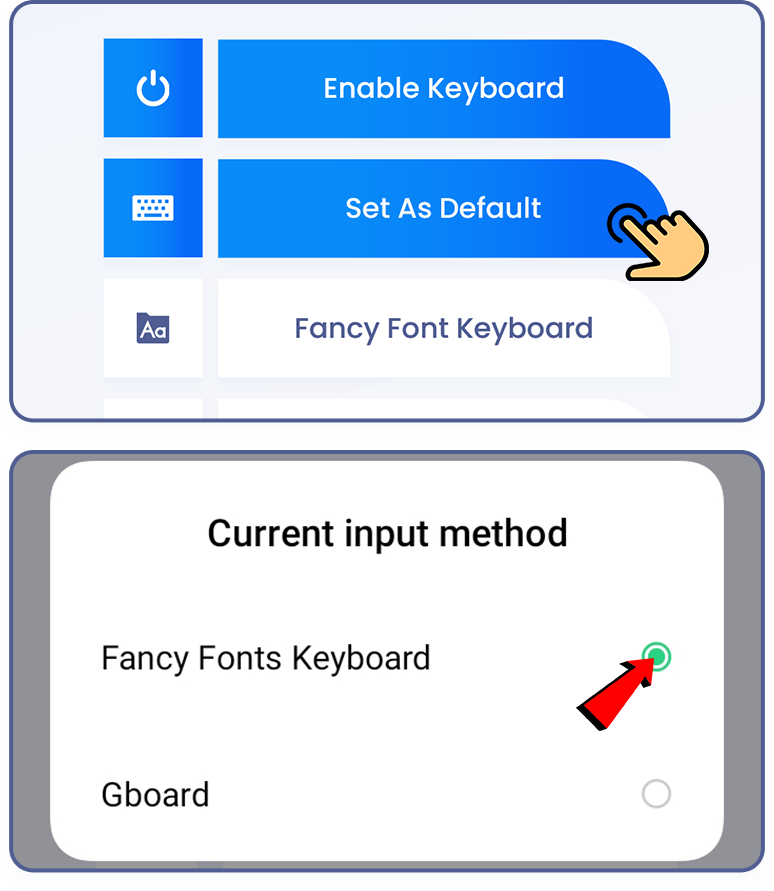 Enable Keyboard
Set As Default
Aa
Fancy Font Keyboard
Current input method
Fancy Fonts Keyboard
Gboard